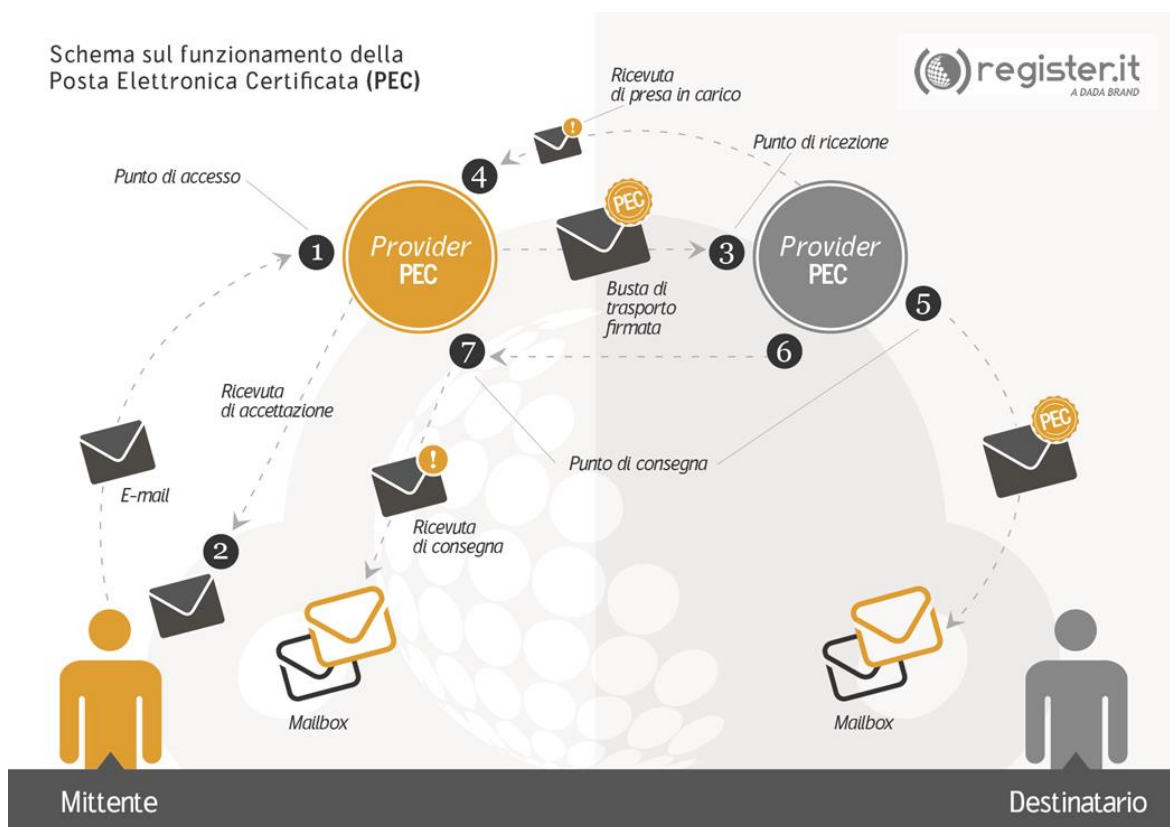 Schema sul funzionamento della
Posta Elettronica Certificata (PEC)
register.it
A DADA BRAND
Ricevuta
di presa in carico
Punto di ricezione
Punto di accesso
4
PEC
1
Provider
PEC
3
Provider
PEC
Busta di
trasporto
firmata
5
7
6
Ricevuta
di accettazione
PEC
!
!
Punto di consegna
E-mail
Ricevuta
di consegna
2
Mailbox
Mailbox
Mittente
Destinatario